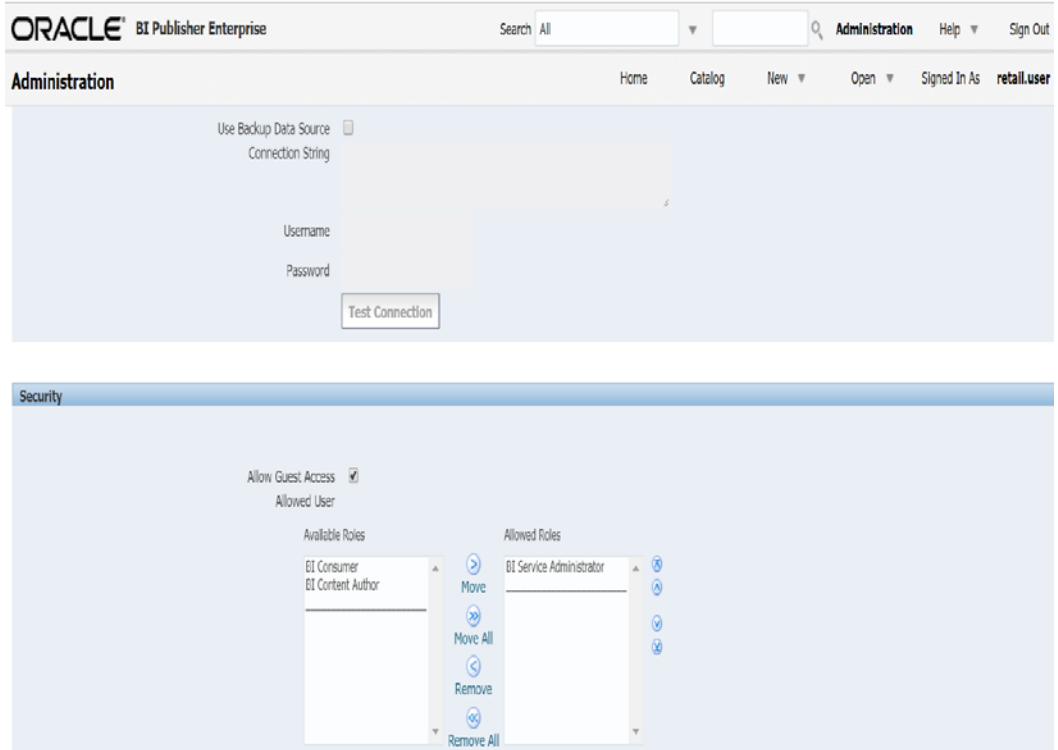 ORACLE® BI Publisher Enterprise Search All Administration Help Sign Out
Administration Home Catalog New Open Signed In As retail.user
Use Backup Data Source
Connection String
Username
Password
Test Connection
Security
Allow Guest Access
Allowed User
Available Roles Allowed Roles
BI Consumer
BI Content Author
Move
Move All
Remove
Remove All
BI Service Administrator